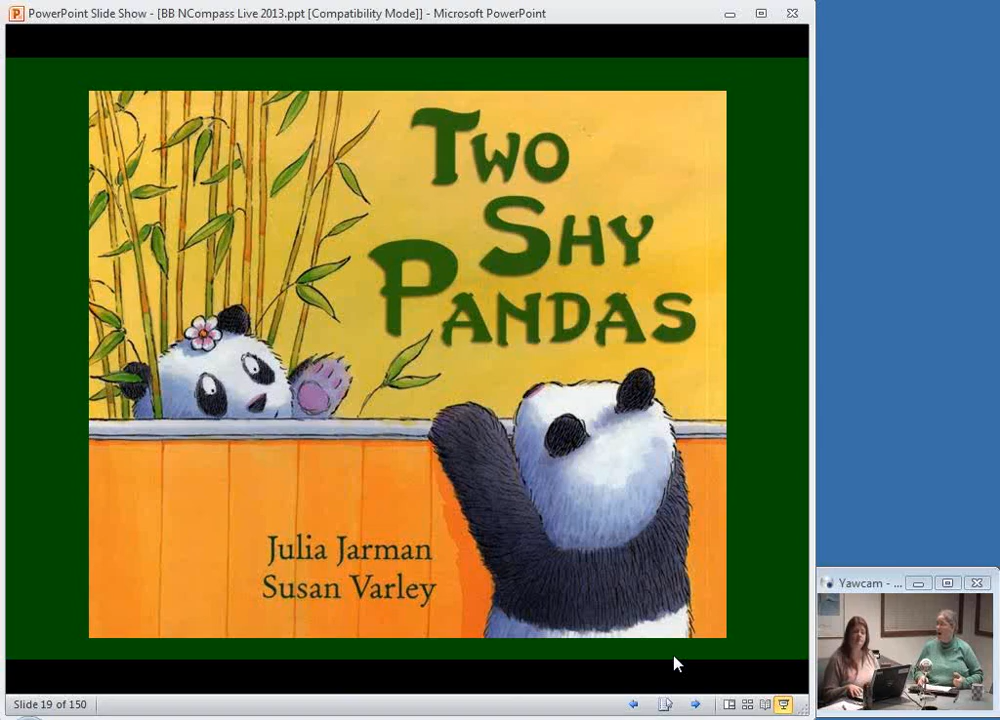 PowerPoint Slide Show - [BB NCompass Live 2013.ppt [Compatibility Mode]] - Microsoft PowerPoint
TWO
SHY
PANDAS
Julia Jarman
Susan Varley
Yawcam - ...
Slide 19 of 150